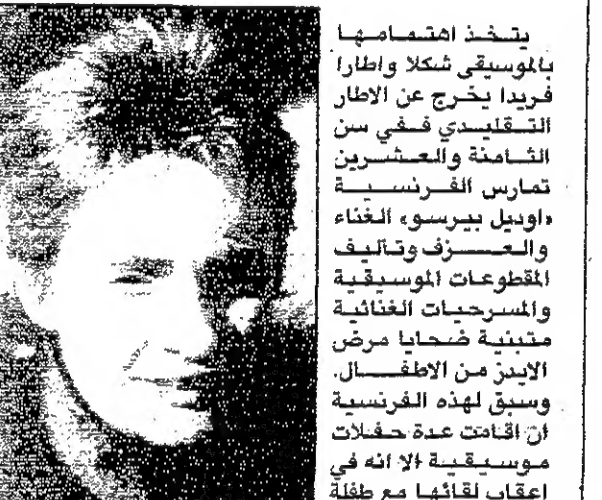 يتخذ اهتمامها
بالموسيقى شكلا واطارا
فريدا يخرج عن الاطار
التقليدي ففي سن
الثامنة والعشرين
تمارس الفرنسية
«اوديل بيرسو» الغناء
والعزف وتاليف
المقطوعات الموسيقية
والمسرحيات الغنائية
متبنية ضحايا مرض
الايدز من الاطفال.
وسبق لهذه الفرنسية
ان اقامت عدة حفلات
موسيقية الا انه في
اعقاب لقائها مع طفلة